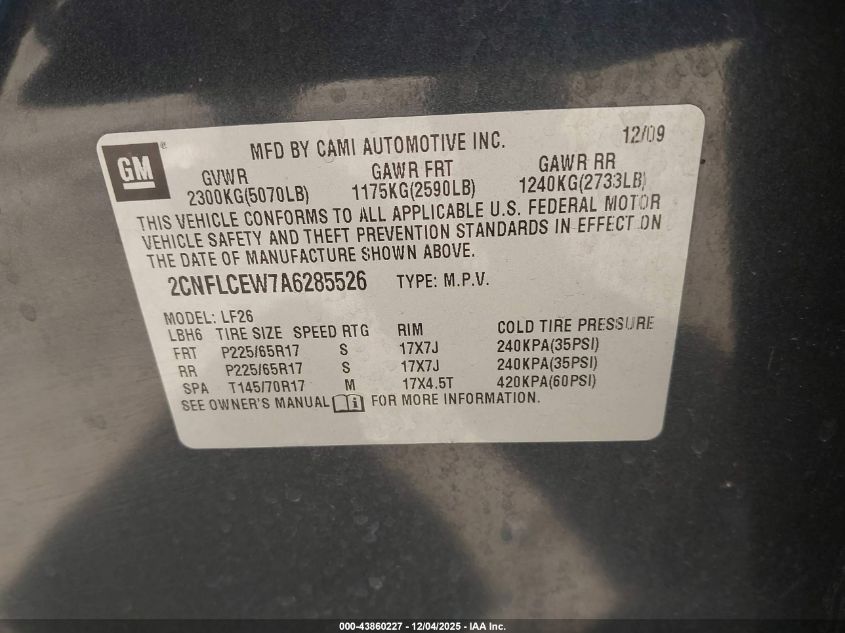 GM ®
MFD BY CAMI AUTOMOTIVE INC. 12/09
GVWR GAWR FRT GAWR RR
2300KG(5070LB) 1175KG(2590LB) 1240KG(2733LB)
THIS VEHICLE CONFORMS TO ALL APPLICABLE U.S. FEDERAL MOTOR
VEHICLE SAFETY AND THEFT PREVENTION STANDARDS IN EFFECT ON
THE DATE OF MANUFACTURE SHOWN ABOVE.
2CNFLCEW7A6285526 TYPE: M.P.V.
MODEL: LF26
LBH6 TIRE SIZE SPEED RTG RIM COLD TIRE PRESSURE
FRT P225/65R17 S 17X7J 240KPA(35PSI)
RR P225/65R17 S 17X7J 240KPA(35PSI)
SPA T145/70R17 M 17X4.5T 420KPA(60PSI)
SEE OWNER'S MANUAL FOR MORE INFORMATION.
000-43860227 - 12/04/2025 - IAA Inc.